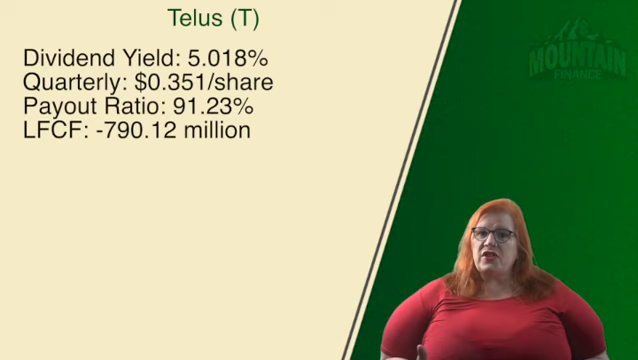 Telus (T)
Dividend Yield: 5.018%
Quarterly: $0.351/share
Payout Ratio: 91.23%
LFCF: -790.12 million
MOUNTAIN
FINANCE